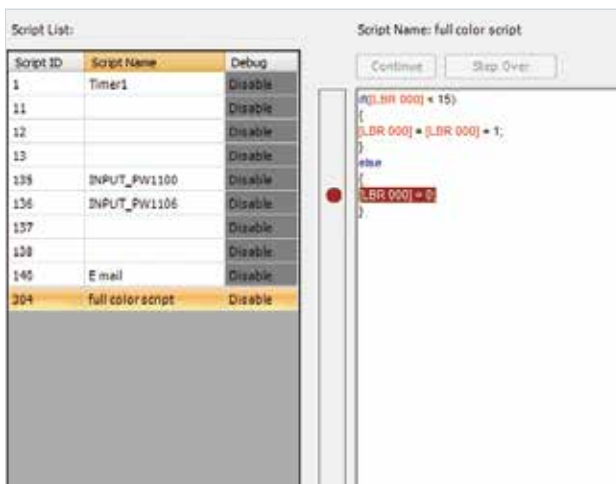 Script List:
Script ID Script Name Debug
1 Timer1 Disable
11 Disable
12 Disable
13 Disable
135 INPUT_PW1100 Disable
136 INPUT_PW1106 Disable
137 Disable
138 Disable
140 E mail Disable
304 full color script Disable
Script Name: full color script
Continue Step Over
if([LBR 000] < 15)
{
[LBR 000] = [LBR 000] + 1;
}
else
{
[LBR 000] = 0;
}